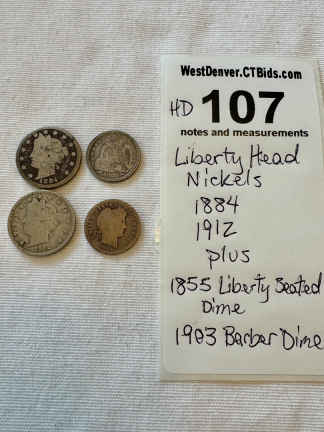 WestDenver.CTBids.com
HD 107
notes and measurements
Liberty Head
Nickels
1884
1912
plus
1855 Liberty Seated
Dime
1903 Barber Dime